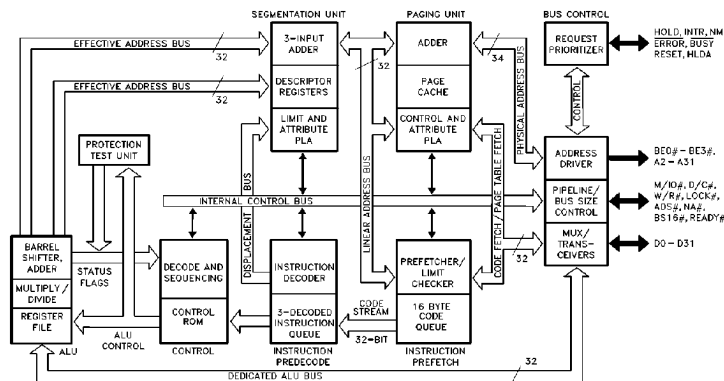 SEGMENTATION UNIT
PAGING UNIT
BUS CONTROL
EFFECTIVE ADDRESS BUS
32
3-INPUT
ADDER
DESCRIPTOR
REGISTERS
LIMIT AND
ATTRIBUTE
PLA
32
ADDER
PAGE
CACHE
CONTROL AND
ATTRIBUTE PLA
34
PHYSICAL ADDRESS BUS
REQUEST
PRIORITIZER
HOLD, INTR, NM
ERROR, BUSY
RESET, HLDA
EFFECTIVE ADDRESS BUS
32
CONTROL
PROTECTION
TEST UNIT
ADDRESS
DRIVER
BE0# - BE3#,
A2 - A31
INTERNAL CONTROL BUS
PIPELINE/
BUS SIZE
CONTROL
M/IO#, D/C#,
W/R#, LOCK#,
ADS#, NA#,
BS16#, READY#
MUX/
TRANS-
CEIVERS
D0 - D31
DISPLACEMENT BUS
LINEAR ADDRESS BUS
CODE FETCH / PAGE TABLE FETCH
32
BARREL
SHIFTER,
ADDER
MULTIPLY/
DIVIDE
REGISTER
FILE
STATUS
FLAGS
DECODE AND
SEQUENCING
CONTROL
ROM
INSTRUCTION
DECODER
3-DECODED
INSTRUCTION
QUEUE
PREFETCHER/
LIMIT
CHECKER
16 BYTE
CODE
QUEUE
CODE
STREAM
32-BIT
ALU
ALU
CONTROL
CONTROL
INSTRUCTION
PREDECODE
INSTRUCTION
PREFETCH
DEDICATED ALU BUS
32